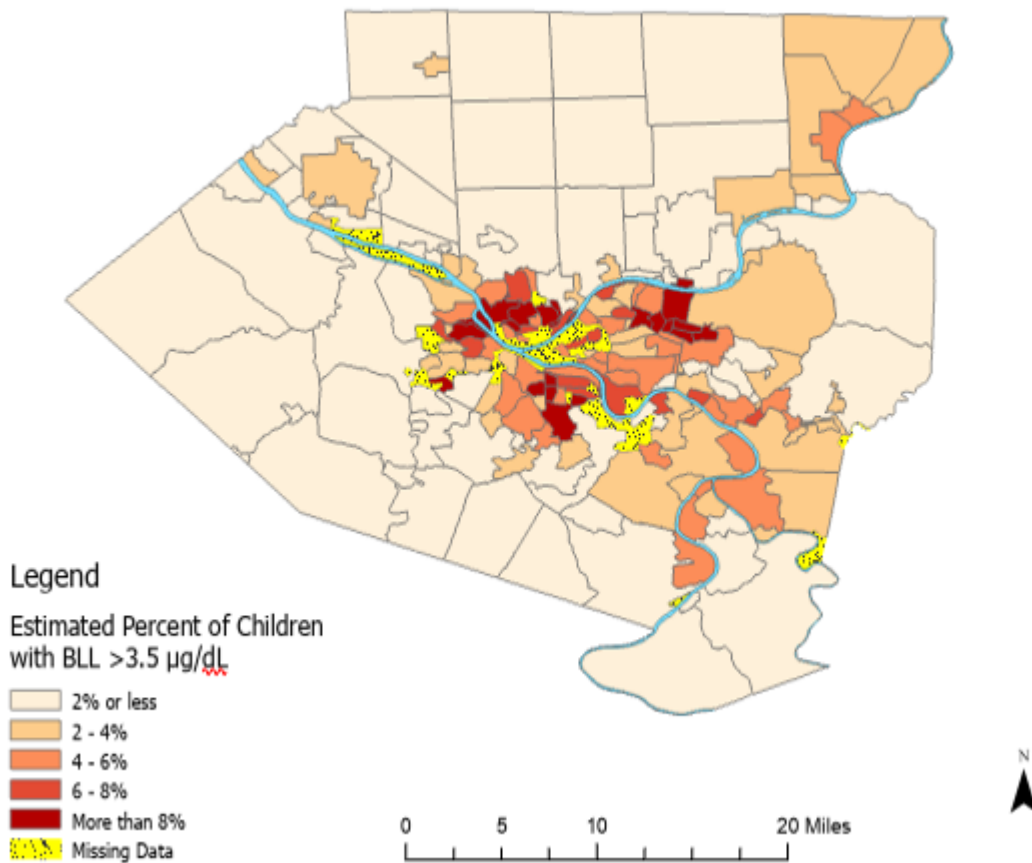 Legend
Estimated Percent of Children
with BLL >3.5 µg/dL
2% or less
2 - 4%
4 - 6%
6 - 8%
More than 8%
Missing Data
N
0 5 10 20 Miles